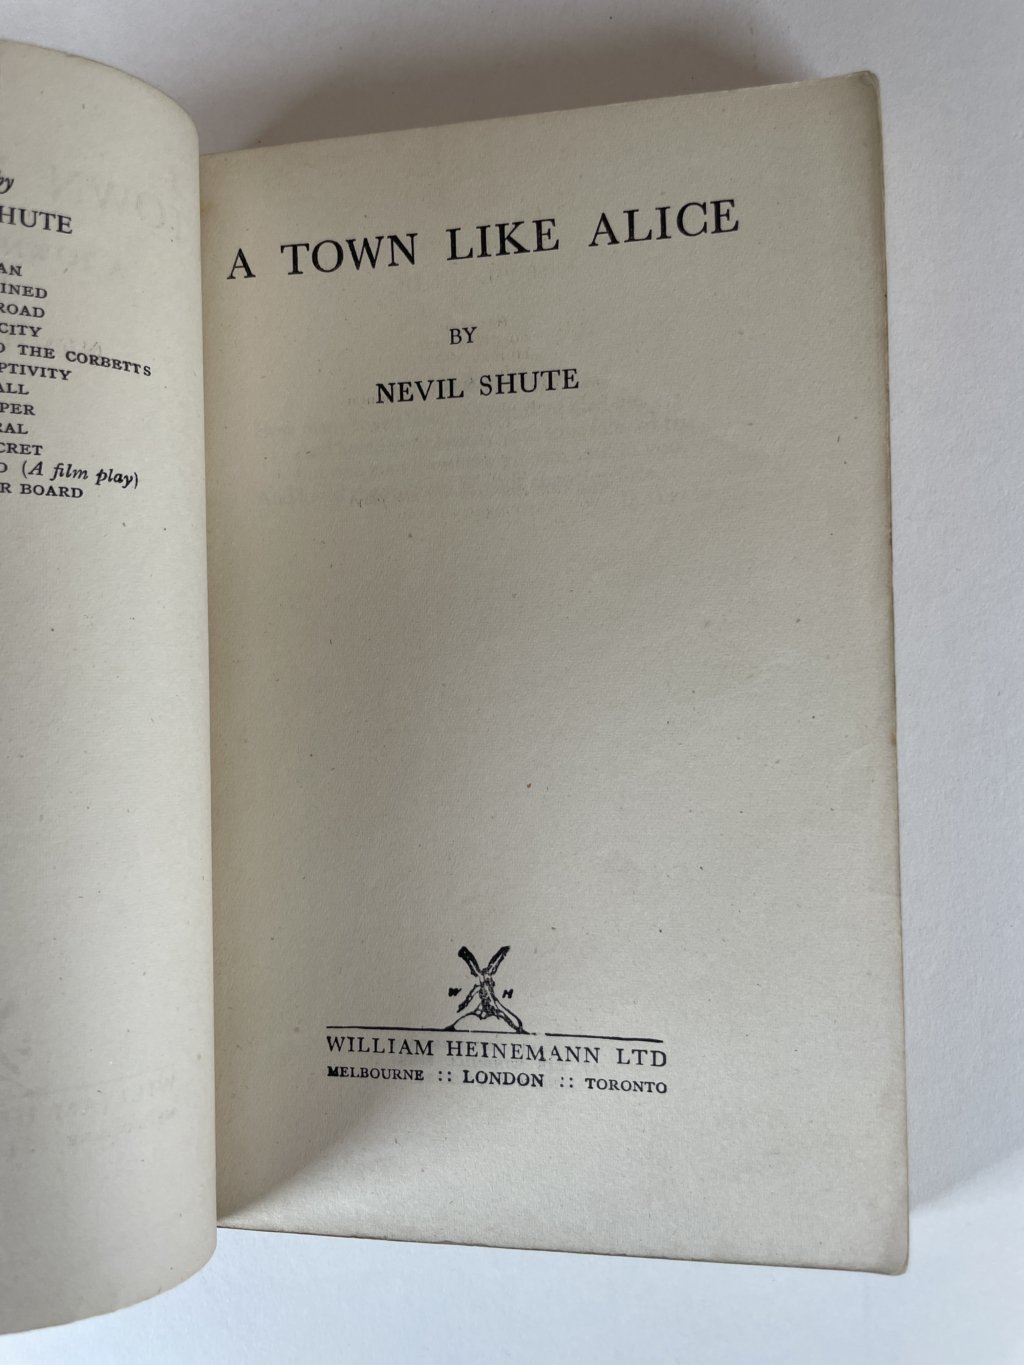 by
HUTE
AN
INED
ROAD
CITY
O THE CORBETTS
PTIVITY
ALL
PER
RAL
CRET
D (A film play)
R BOARD
A TOWN LIKE ALICE
BY
NEVIL SHUTE
W H
WILLIAM HEINEMANN LTD
MELBOURNE :: LONDON :: TORONTO